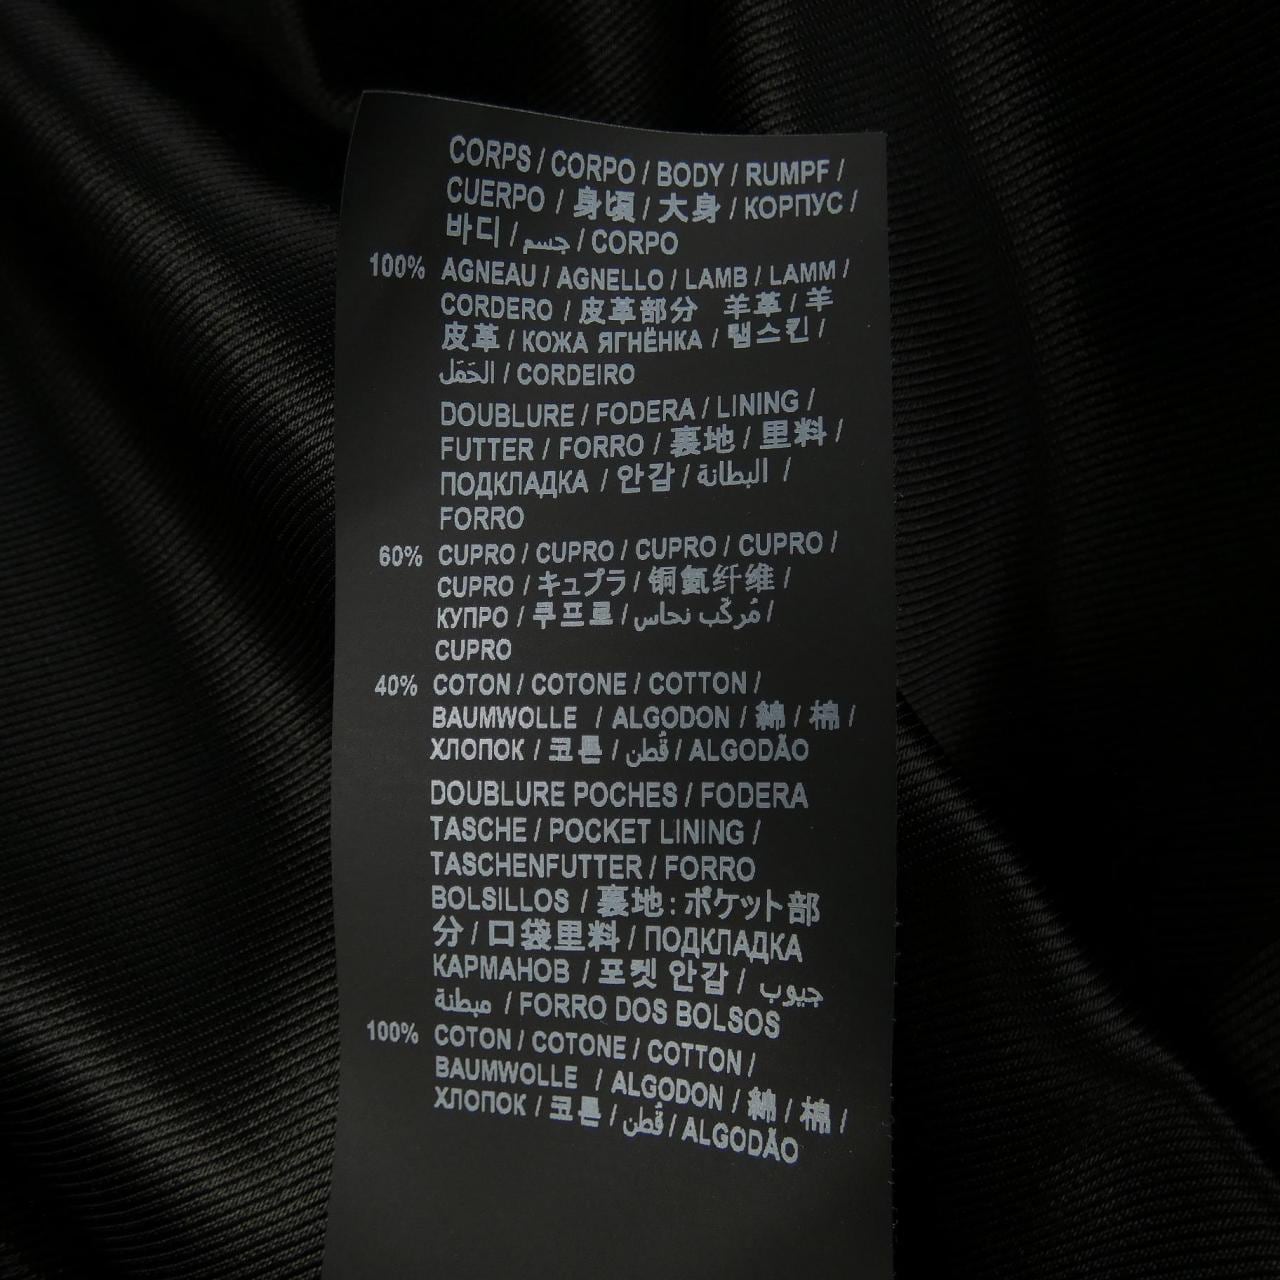 CORPS / CORPO / BODY / RUMPF /
CUERPO / 身頃 / 大身 / КОРПУС /
바디 / جسم / CORPO
100% AGNEAU / AGNELLO / LAMB / LAMM /
CORDERO / 皮革部分 羊革 / 羊
皮革 / КОЖА ЯГНЁНКА / 램스킨 /
الحَمَل / CORDEIRO
DOUBLURE / FODERA / LINING /
FUTTER / FORRO / 裏地 / 里料 /
ПОДКЛАДКА / 안감 / البطانة /
FORRO
60% CUPRO / CUPRO / CUPRO / CUPRO /
CUPRO / キュプラ / 铜氨纤维 /
КУПРО / 쿠프로 / مُركّب نحاس /
CUPRO
40% COTON / COTONE / COTTON /
BAUMWOLLE / ALGODON / 綿 / 棉 /
ХЛОПОК / 코튼 / قُطن / ALGODÃO
DOUBLURE POCHES / FODERA
TASCHE / POCKET LINING /
TASCHENFUTTER / FORRO
BOLSILLOS / 裏地：ポケット部
分 / 口袋里料 / ПОДКЛАДКА
КАРМАНОВ / 포켓 안감 / جيوب
مبطنة / FORRO DOS BOLSOS
100% COTON / COTONE / COTTON /
BAUMWOLLE / ALGODON / 綿 / 棉 /
ХЛОПОК / 코튼 / قُطن / ALGODÃO